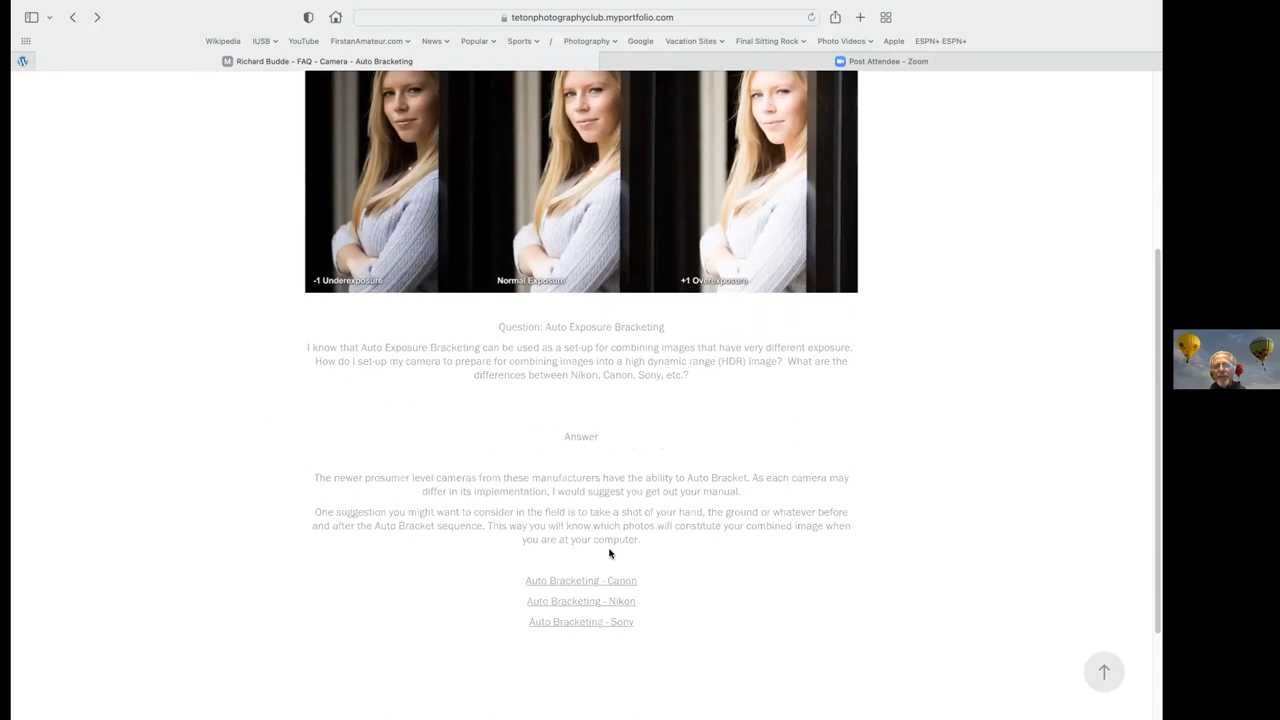 tetonphotographyclub.myportfolio.com
Wikipedia IUSB YouTube FirstanAmateur.com News Popular Sports / Photography Google Vacation Sites Final Sitting Rock Photo Videos Apple ESPN+ ESPN+
M Richard Budde - FAQ - Camera - Auto Bracketing
Post Attendee - Zoom
-1 Underexposure
Normal Exposure
+1 Overexposure
Question: Auto Exposure Bracketing
I know that Auto Exposure Bracketing can be used as a set-up for combining images that have very different exposure.
How do I set-up my camera to prepare for combining images into a high dynamic range (HDR) image? What are the
differences between Nikon, Canon, Sony, etc.?
Answer
The newer prosumer level cameras from these manufacturers have the ability to Auto Bracket. As each camera may
differ in its implementation, I would suggest you get out your manual.
One suggestion you might want to consider in the field is to take a shot of your hand, the ground or whatever before
and after the Auto Bracket sequence. This way you will know which photos will constitute your combined image when
you are at your computer.
Auto Bracketing - Canon
Auto Bracketing - Nikon
Auto Bracketing - Sony